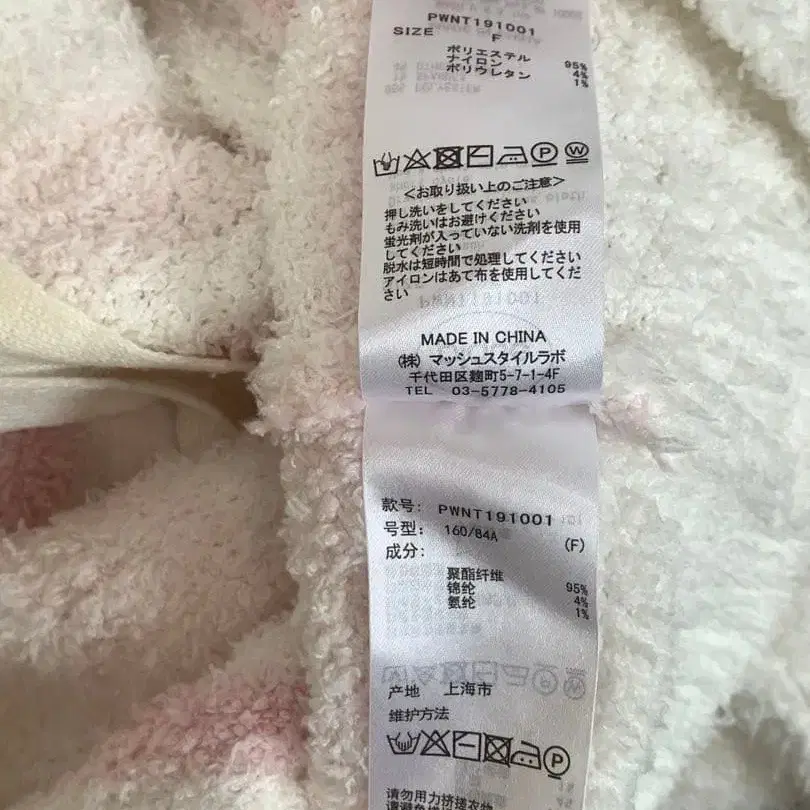 PWNT191001
SIZE F
ポリエステル 95%
ナイロン 4%
ポリウレタン 1%
P W
<お取り扱い上のご注意>
押し洗いをしてください
もみ洗いはお避けください
蛍光剤が入っていない洗剤を使用
してください
脱水は短時間で処理してください
アイロンはあて布を使用してくだ
さい
MADE IN CHINA
(株) マッシュスタイルラボ
千代田区麹町5-7-1-4F
TEL 03-5778-4105
款号: PWNT191001
号型: 160/84A (F)
成分:
聚酯纤维 95%
锦纶 4%
氨纶 1%
产地 上海市
维护方法
P
请勿用力挤搓衣物